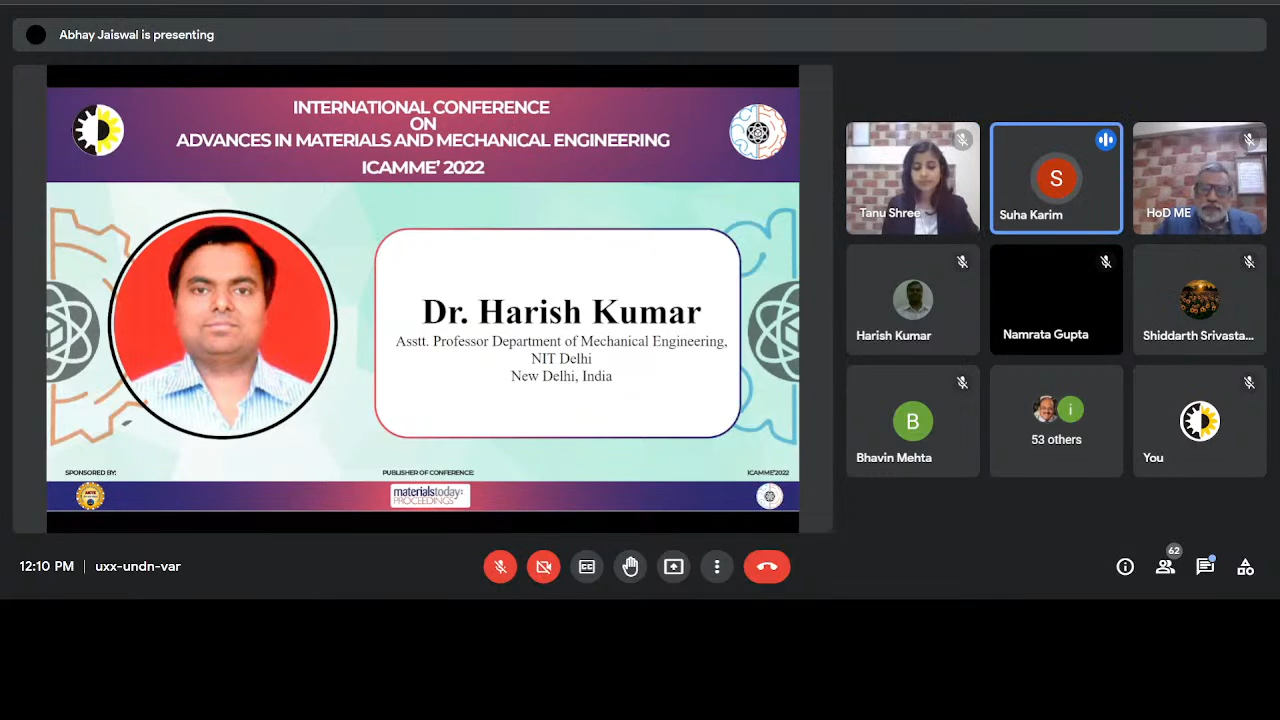 Abhay Jaiswal is presenting
INTERNATIONAL CONFERENCE
ON
ADVANCES IN MATERIALS AND MECHANICAL ENGINEERING
ICAMME' 2022
Dr. Harish Kumar
Asstt. Professor Department of Mechanical Engineering,
NIT Delhi
New Delhi, India
SPONSORED BY:
PUBLISHER OF CONFERENCE:
ICAMME'2022
materialstoday:
PROCEEDINGS
Tanu Shree
S
Suha Karim
HoD ME
Harish Kumar
Namrata Gupta
Shiddarth Srivasta...
B
Bhavin Mehta
i
53 others
You
12:10 PM | uxx-undn-var
62